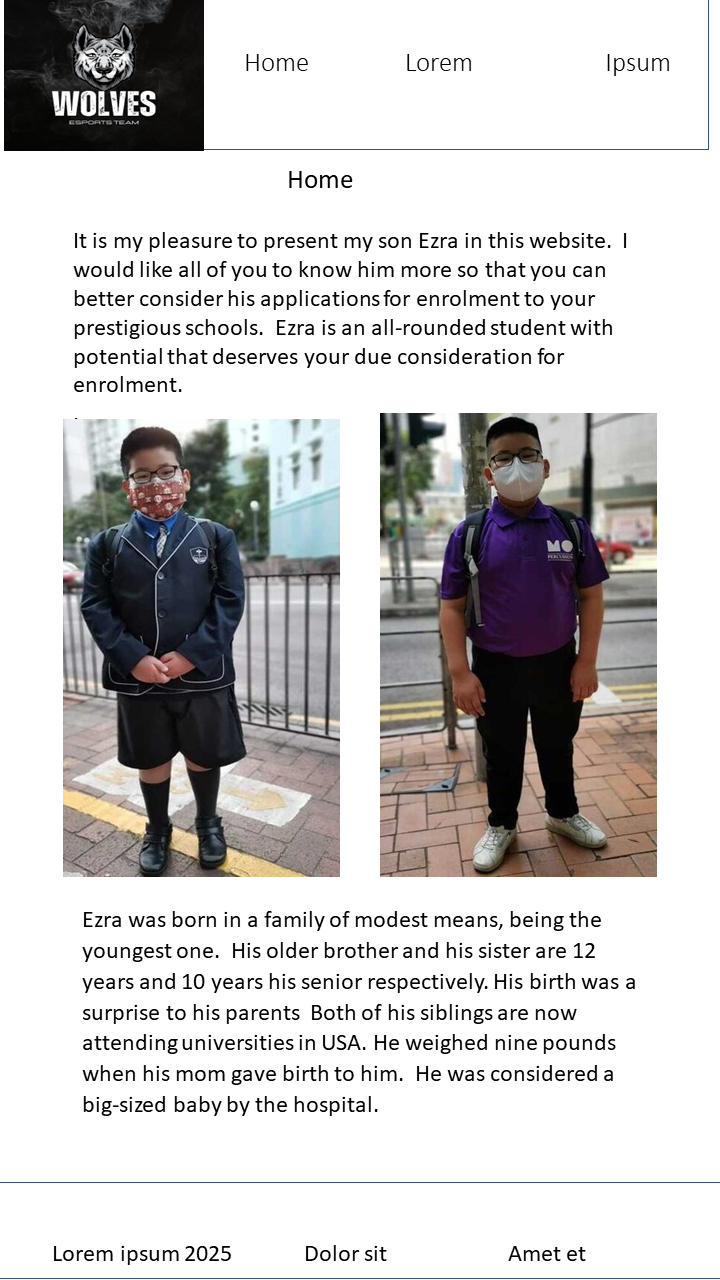 WOLVES
ESPORTS TEAM
Home Lorem Ipsum
Home
It is my pleasure to present my son Ezra in this website. I
would like all of you to know him more so that you can
better consider his applications for enrolment to your
prestigious schools. Ezra is an all-rounded student with
potential that deserves your due consideration for
enrolment.
.
MO
Ezra was born in a family of modest means, being the
youngest one. His older brother and his sister are 12
years and 10 years his senior respectively. His birth was a
surprise to his parents Both of his siblings are now
attending universities in USA. He weighed nine pounds
when his mom gave birth to him. He was considered a
big-sized baby by the hospital.
Lorem ipsum 2025 Dolor sit Amet et